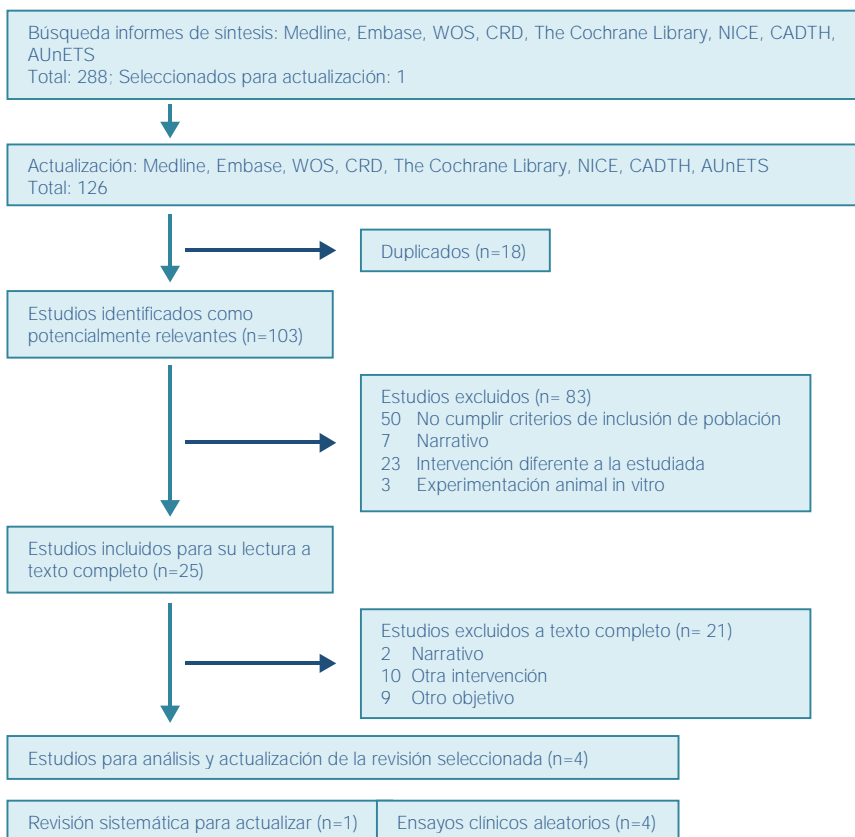 Búsqueda informes de síntesis: Medline, Embase, WOS, CRD, The Cochrane Library, NICE, CADTH,
AUnETS
Total: 288; Seleccionados para actualización: 1
Actualización: Medline, Embase, WOS, CRD, The Cochrane Library, NICE, CADTH, AUnETS
Total: 126
Duplicados (n=18)
Estudios identificados como
potencialmente relevantes (n=103)
Estudios excluidos (n= 83)
50 No cumplir criterios de inclusión de población
7 Narrativo
23 Intervención diferente a la estudiada
3 Experimentación animal in vitro
Estudios incluidos para su lectura a
texto completo (n=25)
Estudios excluidos a texto completo (n= 21)
2 Narrativo
10 Otra intervención
9 Otro objetivo
Estudios para análisis y actualización de la revisión seleccionada (n=4)
Revisión sistemática para actualizar (n=1)
Ensayos clínicos aleatorios (n=4)